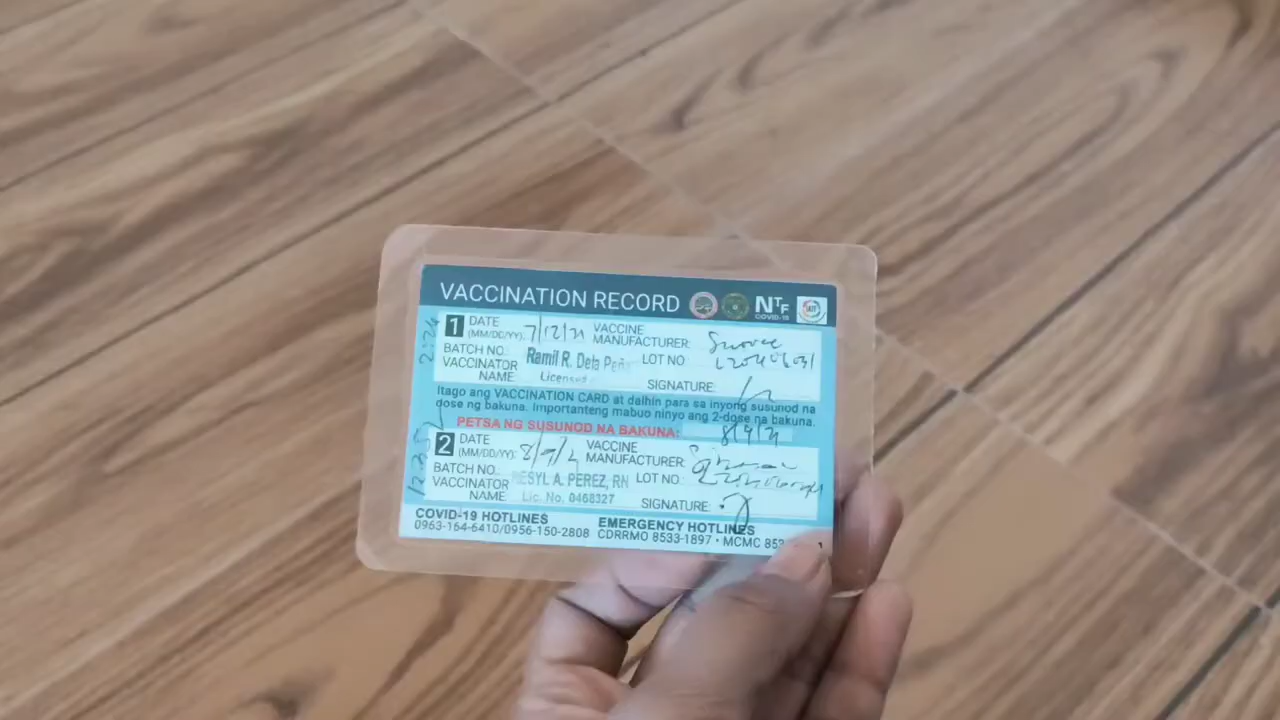 VACCINATION RECORD
NTF
COVID-19
1 DATE (MM/DD/YY): 7/12/21 VACCINE MANUFACTURER:
BATCH NO. LOT NO
VACCINATOR NAME: Ramil R. Dela Peña
Licensed
SIGNATURE:
Itago ang VACCINATION CARD at dalhin para sa inyong susunod na
dose ng bakuna. Importanteng mabuo ninyo ang 2-dose na bakuna.
PETSA NG SUSUNOD NA BAKUNA: 8/9/21
2 DATE (MM/DD/YY): VACCINE MANUFACTURER:
BATCH NO.: LOT NO
VACCINATOR NAME: A. PEREZ, RN
Lic. No. 0468327
SIGNATURE:
COVID-19 HOTLINES EMERGENCY HOTLINES
0963-164-6410/0956-150-2808 CDRRMO 8533-1897 • MCMC